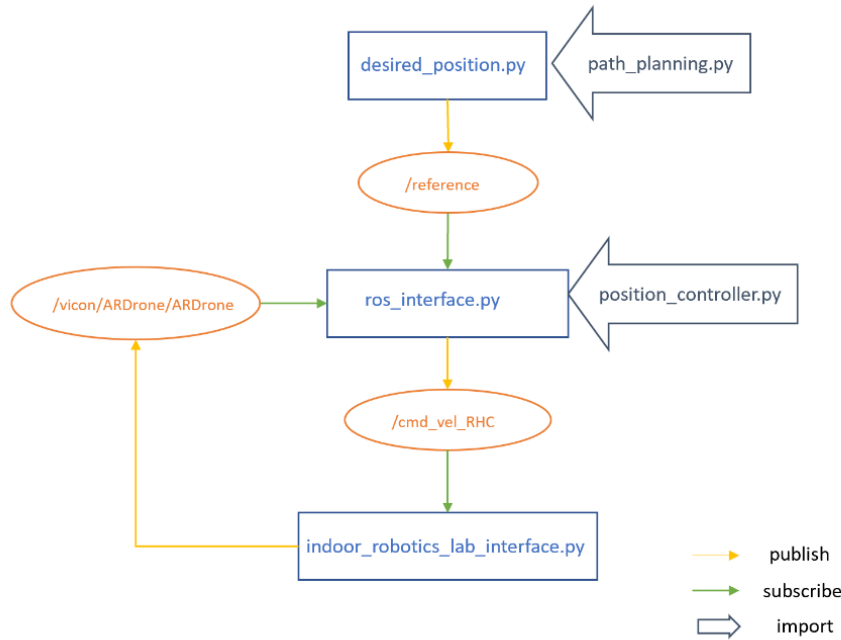 desired_position.py
path_planning.py
/reference
/vicon/ARDrone/ARDrone
ros_interface.py
position_controller.py
/cmd_vel_RHC
indoor_robotics_lab_interface.py
publish
subscribe
import